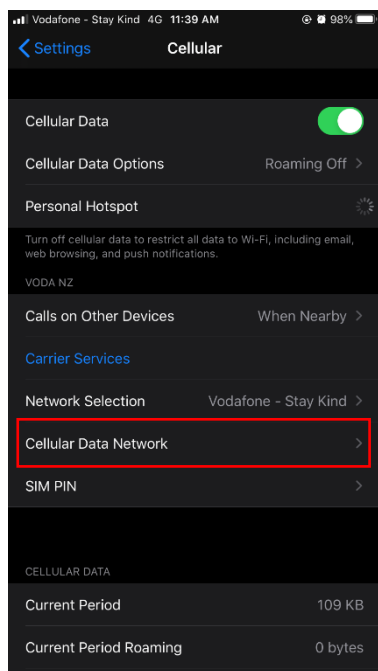 Vodafone - Stay Kind 4G 11:39 AM 98%
Settings Cellular
Cellular Data
Cellular Data Options Roaming Off
Personal Hotspot
Turn off cellular data to restrict all data to Wi-Fi, including email,
web browsing, and push notifications.
VODA NZ
Calls on Other Devices When Nearby
Carrier Services
Network Selection Vodafone - Stay Kind
Cellular Data Network
SIM PIN
CELLULAR DATA
Current Period 109 KB
Current Period Roaming 0 bytes